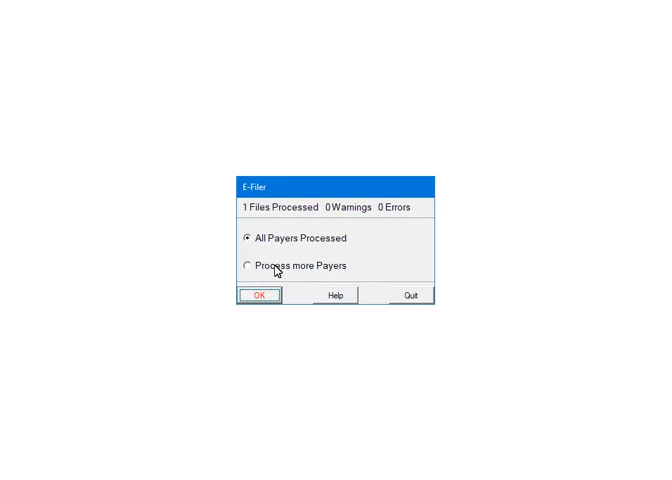 E-Filer
1 Files Processed 0 Warnings 0 Errors
All Payers Processed
Process more Payers
OK Help Quit